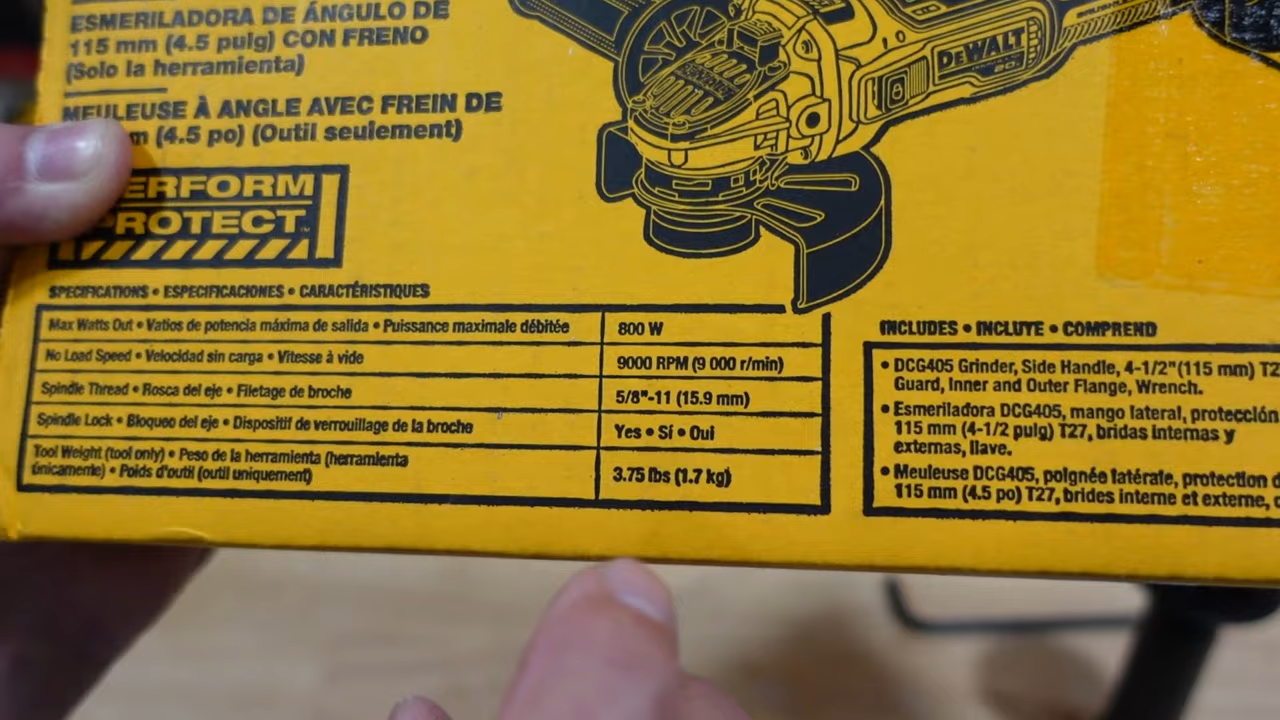 ESMERILADORA DE ÁNGULO DE
115 mm (4.5 pulg) CON FRENO
(Solo la herramienta)
MEULEUSE À ANGLE AVEC FREIN DE
(4.5 po) (Outil seulement)
DEWALT
ERFORM
ROTECT™
SPECIFICATIONS • ESPECIFICACIONES • CARACTÉRISTIQUES
Max Watts Out • Vatios de potencia máxima de salida • Puissance maximale débitée 800 W
No Load Speed • Velocidad sin carga • Vitesse à vide 9000 RPM (9 000 r/min)
Spindle Thread • Rosca del eje • Filetage de broche 5/8"-11 (15.9 mm)
Spindle Lock • Bloqueo del eje • Dispositif de verrouillage de la broche Yes • Sí • Oui
Tool Weight (tool only) • Peso de la herramienta (herramienta
únicamente) • Poids d'outil (outil uniquement) 3.75 lbs (1.7 kg)
INCLUDES • INCLUYE • COMPREND
• DCG405 Grinder, Side Handle, 4-1/2"(115 mm) T2
Guard, Inner and Outer Flange, Wrench.
• Esmeriladora DCG405, mango lateral, protección
115 mm (4-1/2 pulg) T27, bridas internas y
externas, llave.
• Meuleuse DCG405, poignée latérale, protection d
115 mm (4.5 po) T27, brides interne et externe, c